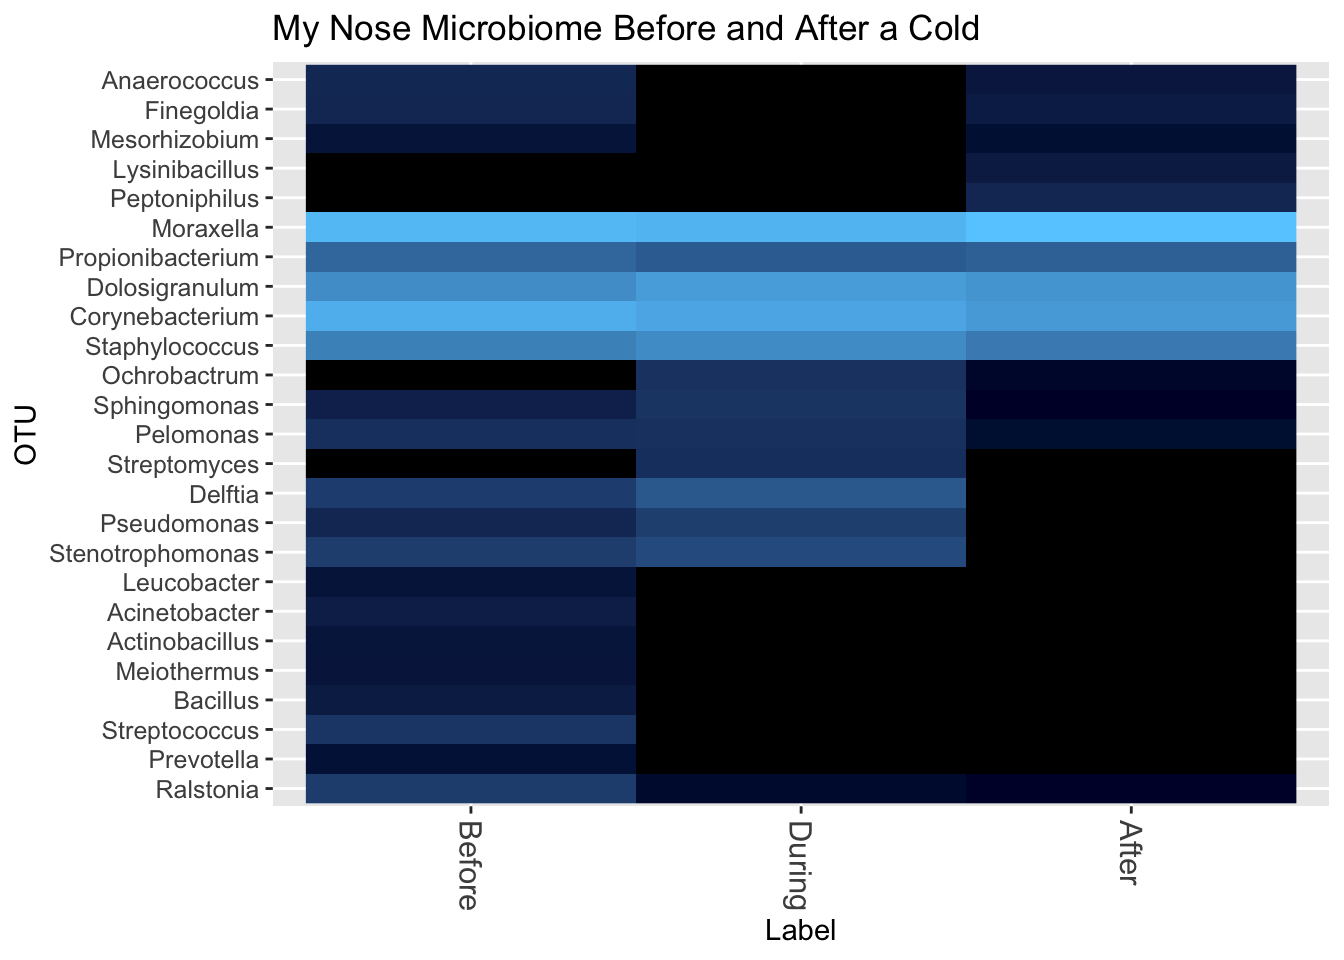 My Nose Microbiome Before and After a Cold
Anaerococcus
Finegoldia
Mesorhizobium
Lysinibacillus
Peptoniphilus
Moraxella
Propionibacterium
Dolosigranulum
Corynebacterium
Staphylococcus
Ochrobactrum
Sphingomonas
Pelomonas
Streptomyces
Delftia
Pseudomonas
Stenotrophomonas
Leucobacter
Acinetobacter
Actinobacillus
Meiothermus
Bacillus
Streptococcus
Prevotella
Ralstonia
OTU
Before
During
After
Label